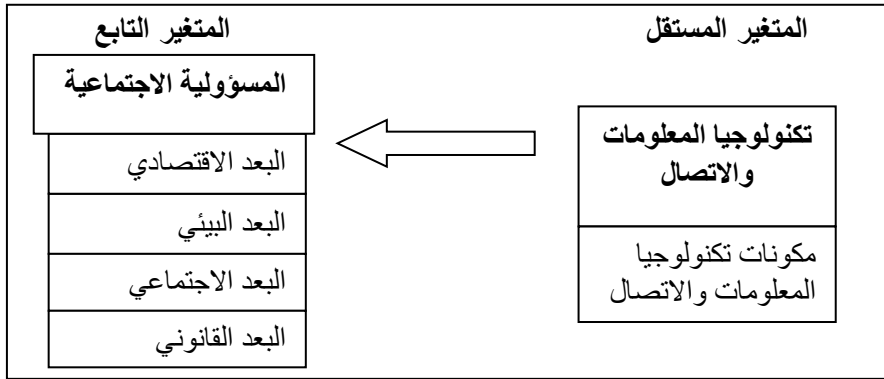 المتغير المستقل
تكنولوجيا المعلومات
والاتصال
مكونات تكنولوجيا
المعلومات والاتصال
المتغير التابع
المسؤولية الاجتماعية
البعد الاقتصادي
البعد البيئي
البعد الاجتماعي
البعد القانوني